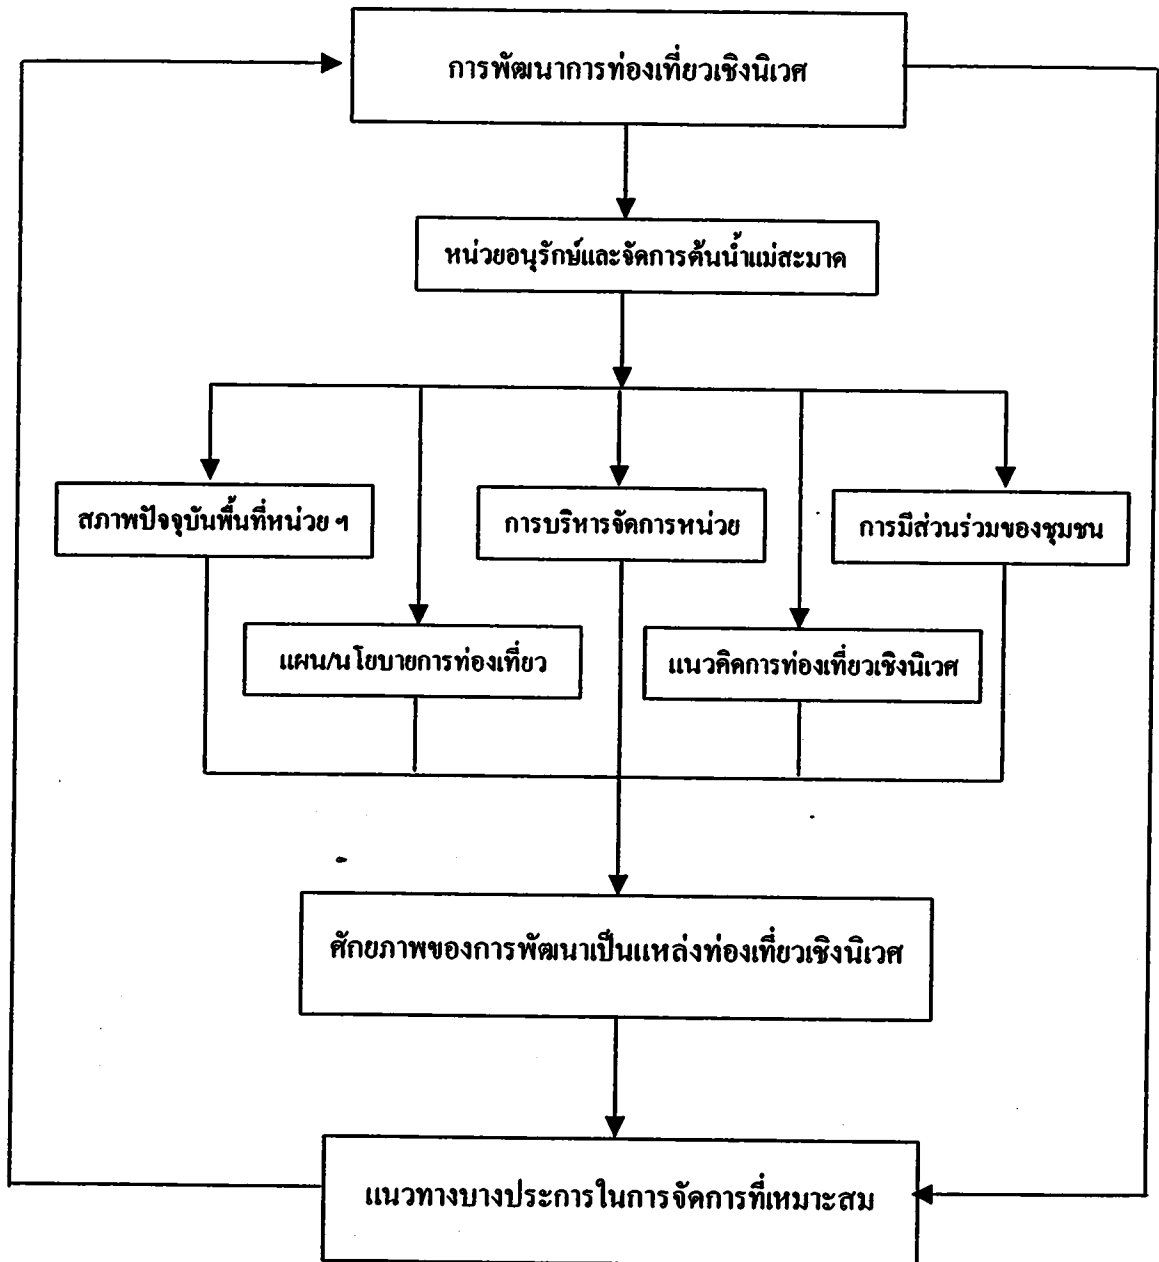 การพัฒนาการท่องเที่ยวเชิงนิเวศ
หน่วยอนุรักษ์และจัดการต้นน้ำแม่สะมาด
สภาพปัจจุบันพื้นที่หน่วย ฯ
การบริหารจัดการหน่วย
การมีส่วนร่วมของชุมชน
แผน/นโยบายการท่องเที่ยว
แนวคิดการท่องเที่ยวเชิงนิเวศ
ศักยภาพของการพัฒนาเป็นแหล่งท่องเที่ยวเชิงนิเวศ
แนวทางบางประการในการจัดการที่เหมาะสม